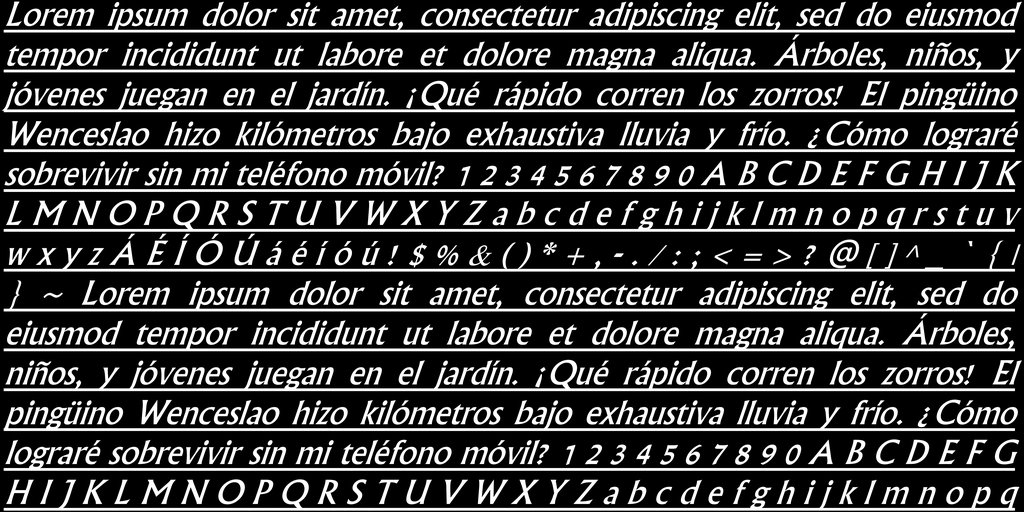 Lorem ipsum dolor sit amet, consectetur adipiscing elit, sed do eiusmod
tempor incididunt ut labore et dolore magna aliqua. Árboles, niños, y
jóvenes juegan en el jardín. ¡Qué rápido corren los zorros! El pingüino
Wenceslao hizo kilómetros bajo exhaustiva lluvia y frío. ¿Cómo lograré
sobrevivir sin mi teléfono móvil? 1 2 3 4 5 6 7 8 9 0 A B C D E F G H I J K
L M N O P Q R S T U V W X Y Z a b c d e f g h i j k l m n o p q r s t u v
w x y z Á É Í Ó Ú á é í ó ú ! $ % & ( ) * + , - . / : ; < = > ? @ [ ] ^ _ ` { |
} ~ Lorem ipsum dolor sit amet, consectetur adipiscing elit, sed do
eiusmod tempor incididunt ut labore et dolore magna aliqua. Árboles,
niños, y jóvenes juegan en el jardín. ¡Qué rápido corren los zorros! El
pingüino Wenceslao hizo kilómetros bajo exhaustiva lluvia y frío. ¿Cómo
lograré sobrevivir sin mi teléfono móvil? 1 2 3 4 5 6 7 8 9 0 A B C D E F G
H I J K L M N O P Q R S T U V W X Y Z a b c d e f g h i j k l m n o p q